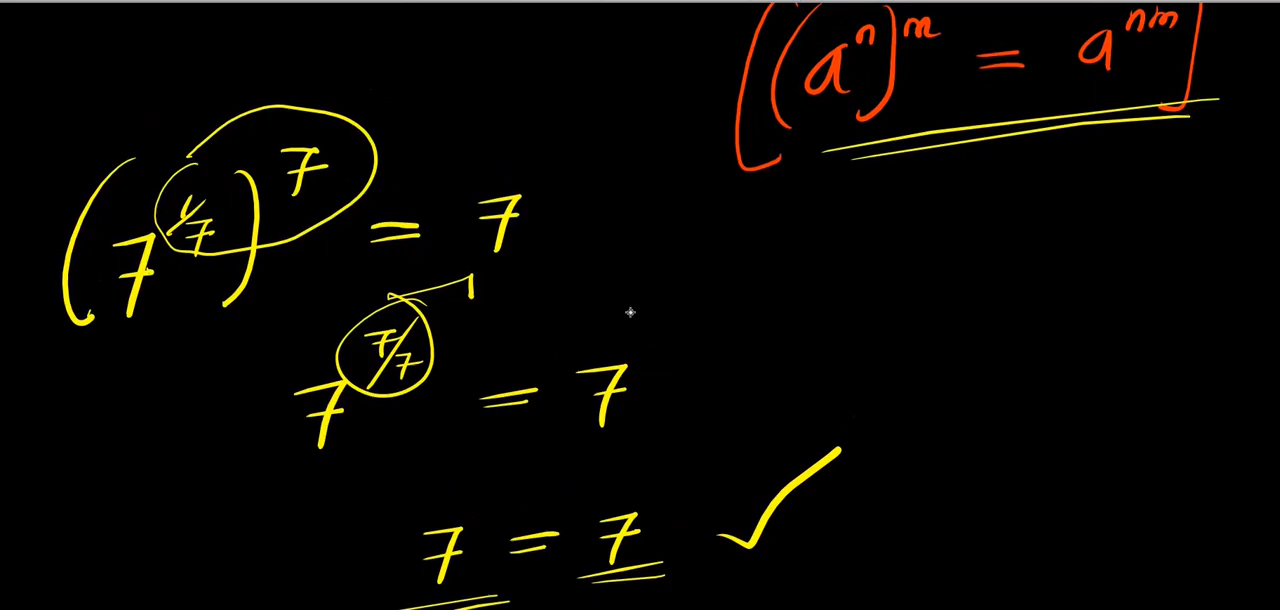 [(a^n)^m = a^{nm}]
(7^{1/7})^7 = 7
1
7^{7/7} = 7
7 = 7 ✓